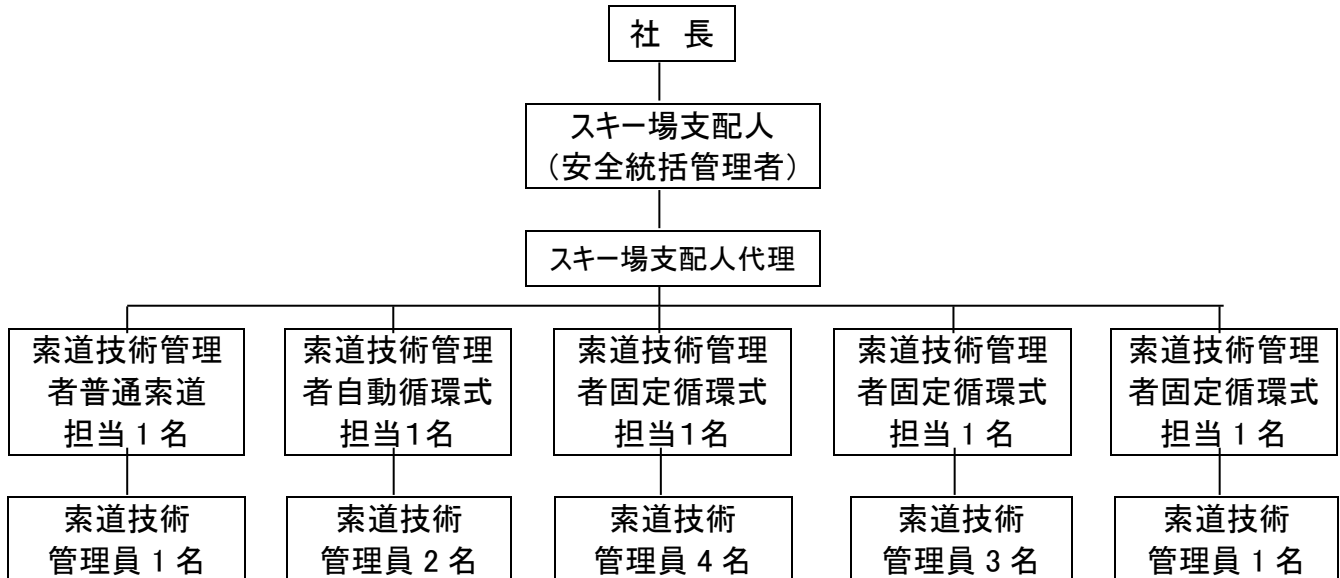 社 長
スキー場支配人
（安全統括管理者）
スキー場支配人代理
索道技術管理
者普通索道
担当１名
索道技術管理
者自動循環式
担当１名
索道技術管理
者固定循環式
担当１名
索道技術管理
者固定循環式
担当１名
索道技術管理
者固定循環式
担当１名
索道技術
管理員１名
索道技術
管理員２名
索道技術
管理員４名
索道技術
管理員３名
索道技術
管理員１名